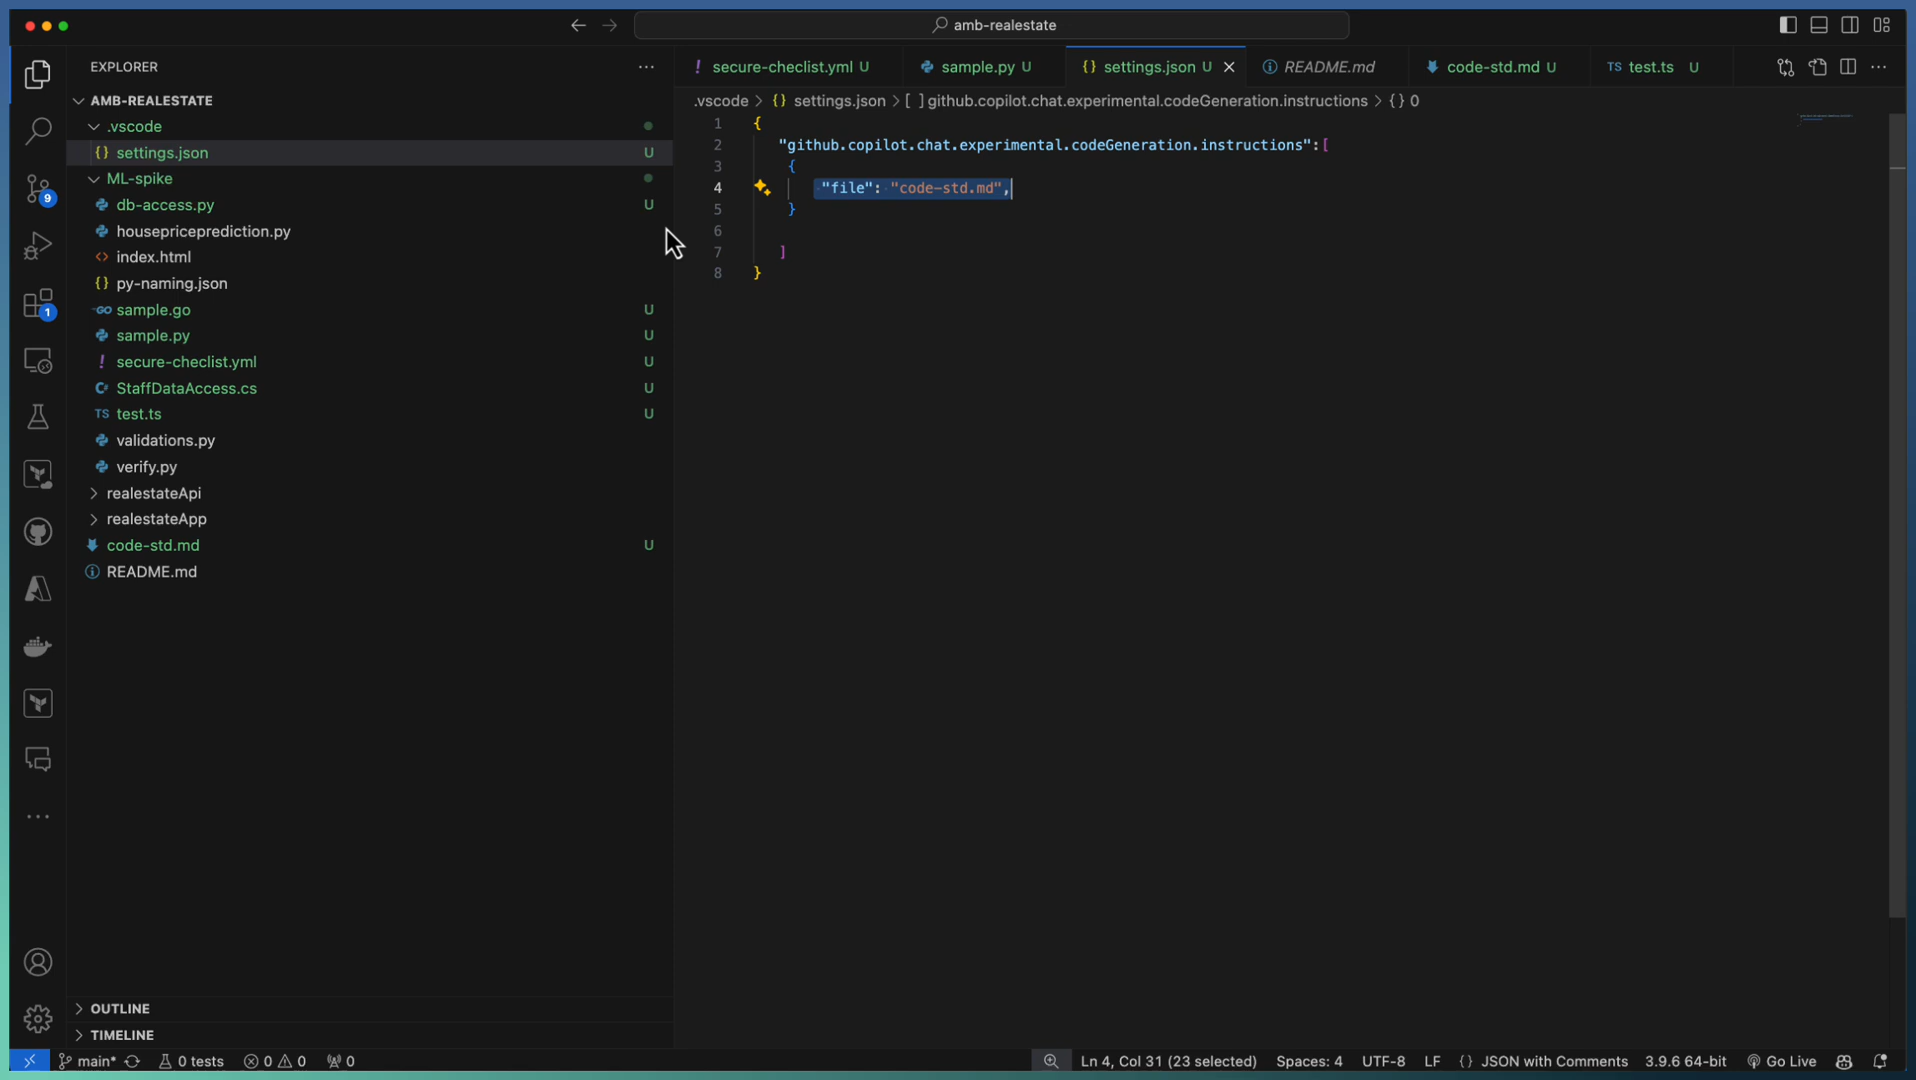 amb-realestate
EXPLORER
secure-checlist.yml U
sample.py U
{} settings.json U
README.md
code-std.md U
TS test.ts U
AMB-REALESTATE
.vscode > {} settings.json > [ ] github.copilot.chat.experimental.codeGeneration.instructions > {} 0
.vscode
{} settings.json U
ML-spike
db-access.py U
housepriceprediction.py
<> index.html
{} py-naming.json
GO sample.go U
sample.py U
! secure-checlist.yml U
C# StaffDataAccess.cs U
TS test.ts U
validations.py
verify.py
realestateApi
realestateApp
code-std.md U
README.md
9
1
1 {
2 "github.copilot.chat.experimental.codeGeneration.instructions":[
3 {
4 "file": "code-std.md",
5 }
6
7 ]
8 }
OUTLINE
TIMELINE
main* 0 tests 0 0 0 Ln 4, Col 31 (23 selected) Spaces: 4 UTF-8 LF {} JSON with Comments 3.9.6 64-bit Go Live